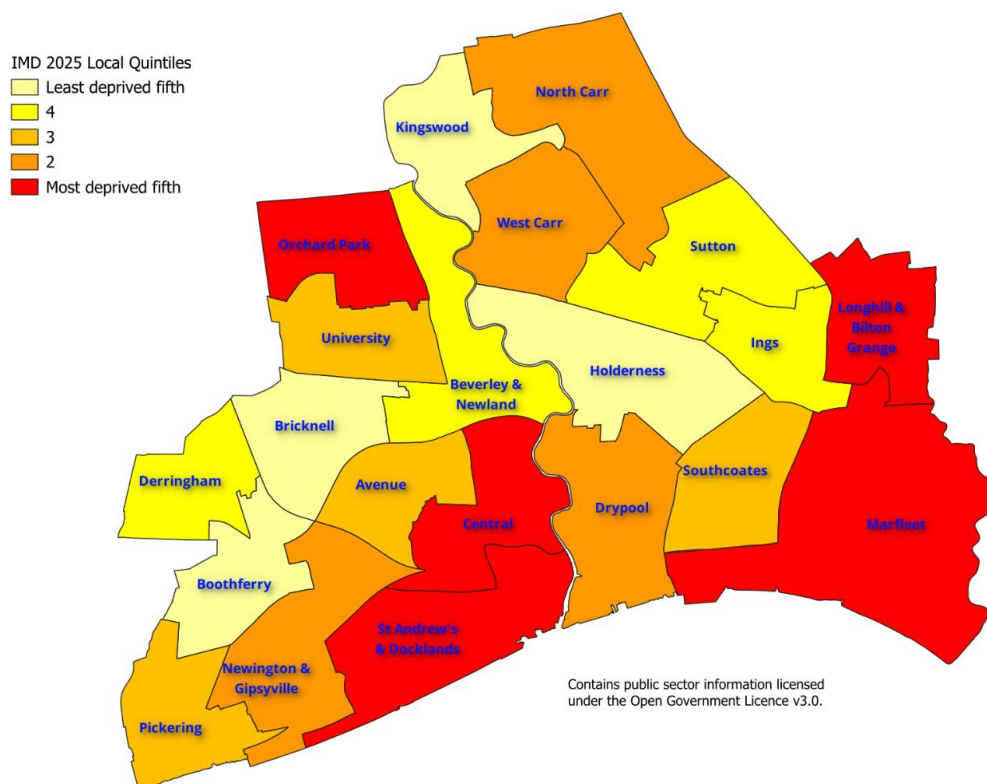 IMD 2025 Local Quintiles
Least deprived fifth
4
3
2
Most deprived fifth
North Carr
Kingswood
West Carr
Orchard Park
Sutton
Longhill &
Bilton
Grange
University
Ings
Holderness
Beverley &
Newland
Bricknell
Derringham
Avenue
Southcoates
Central
Drypool
Marfleet
Boothferry
St Andrew's
& Docklands
Newington &
Gipsyville
Pickering
Contains public sector information licensed
under the Open Government Licence v3.0.